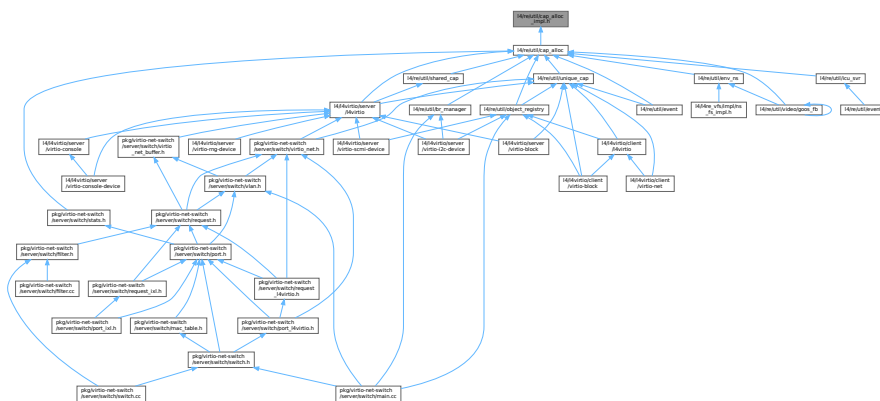 l4/re/util/cap_alloc
_impl.h
l4/re/util/cap_alloc
l4/re/util/shared_cap
l4/re/util/unique_cap
l4/re/util/env_ns
l4/re/util/icu_svr
l4/l4virtio/server
/l4virtio
l4/re/util/br_manager
l4/re/util/object_registry
l4/re/util/event
l4/l4re_vfs/impl/ns
_fs_impl.h
l4/re/util/video/goos_fb
l4/re/util/event
l4/l4virtio/server
/virtio-console
pkg/virtio-net-switch
/server/switch/virtio
_net_buffer.h
l4/l4virtio/server
/virtio-rng-device
pkg/virtio-net-switch
/server/switch/virtio_net.h
l4/l4virtio/server
/virtio-scmi-device
l4/l4virtio/server
/virtio-i2c-device
l4/l4virtio/server
/virtio-block
l4/l4virtio/client
/l4virtio
l4/l4virtio/server
/virtio-console-device
pkg/virtio-net-switch
/server/switch/vlan.h
l4/l4virtio/client
/virtio-block
l4/l4virtio/client
/virtio-net
pkg/virtio-net-switch
/server/switch/stats.h
pkg/virtio-net-switch
/server/switch/request.h
pkg/virtio-net-switch
/server/switch/filter.h
pkg/virtio-net-switch
/server/switch/port.h
pkg/virtio-net-switch
/server/switch/filter.cc
pkg/virtio-net-switch
/server/switch/request_ixl.h
pkg/virtio-net-switch
/server/switch/request
_l4virtio.h
pkg/virtio-net-switch
/server/switch/port_ixl.h
pkg/virtio-net-switch
/server/switch/mac_table.h
pkg/virtio-net-switch
/server/switch/port_l4virtio.h
pkg/virtio-net-switch
/server/switch/switch.h
pkg/virtio-net-switch
/server/switch/switch.cc
pkg/virtio-net-switch
/server/switch/main.cc